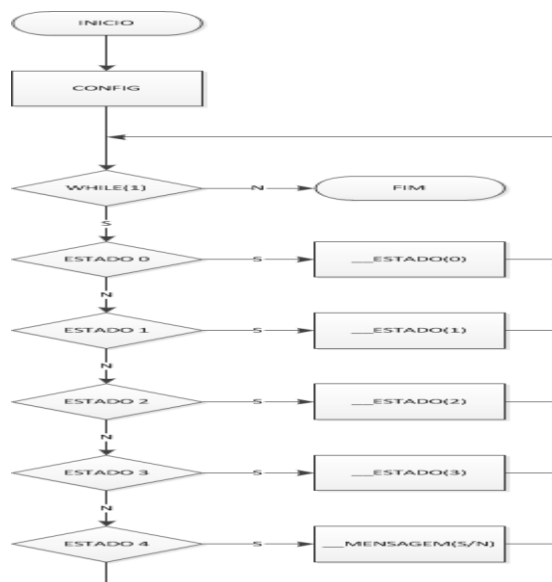 INICIO
CONFIG
WHILE(1)
N
FIM
S
ESTADO 0
S
__ESTADO(0)
N
ESTADO 1
S
__ESTADO(1)
N
ESTADO 2
S
__ESTADO(2)
N
ESTADO 3
S
__ESTADO(3)
N
ESTADO 4
S
__MENSAGEM(S/N)